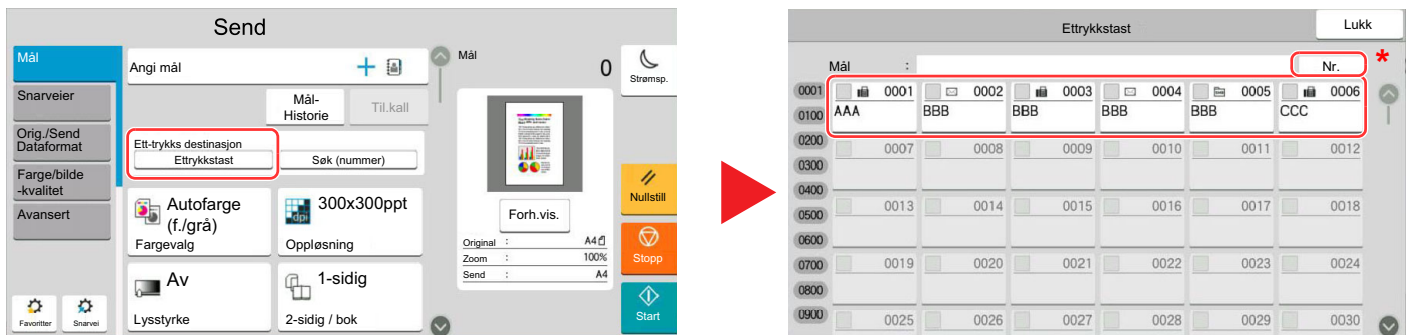 Send
Mål
Snarveier
Orig./Send
Dataformat
Farge/bilde
-kvalitet
Avansert
Favoritter
Snarvei
Angi mål
Mål-
Historie
Til.kall
Ett-trykks destinasjon
Ettrykkstast
Søk (nummer)
Autofarge
(f./grå)
Fargevalg
300x300ppt
dpi
Oppløsning
Av
Lysstyrke
1-sidig
2-sidig / bok
Mål
0
Forh.vis.
Original : A4
Zoom : 100%
Send : A4
Strømsp.
Nullstill
Stopp
Start
Ettrykkstast
Lukk
Mål :
Nr.
*
0001
0100
0200
0300
0400
0500
0600
0700
0800
0900
0001 0002 0003 0004 0005 0006
AAA BBB BBB BBB BBB CCC
0007 0008 0009 0010 0011 0012
0013 0014 0015 0016 0017 0018
0019 0020 0021 0022 0023 0024
0025 0026 0027 0028 0029 0030